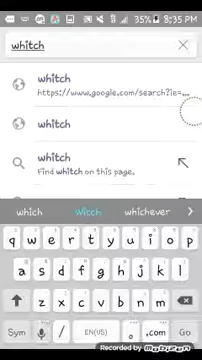 35% 8:35 PM
whitch
whitch
https://www.google.com/search?ie=...
whitch
whitch
Find whitch on this page.
which Witch whichever
q w e r t y u i o p
a s d f g h j k l
z x c v b n m
Sym / EN(US) . .com Go
Recorded by Mobizen